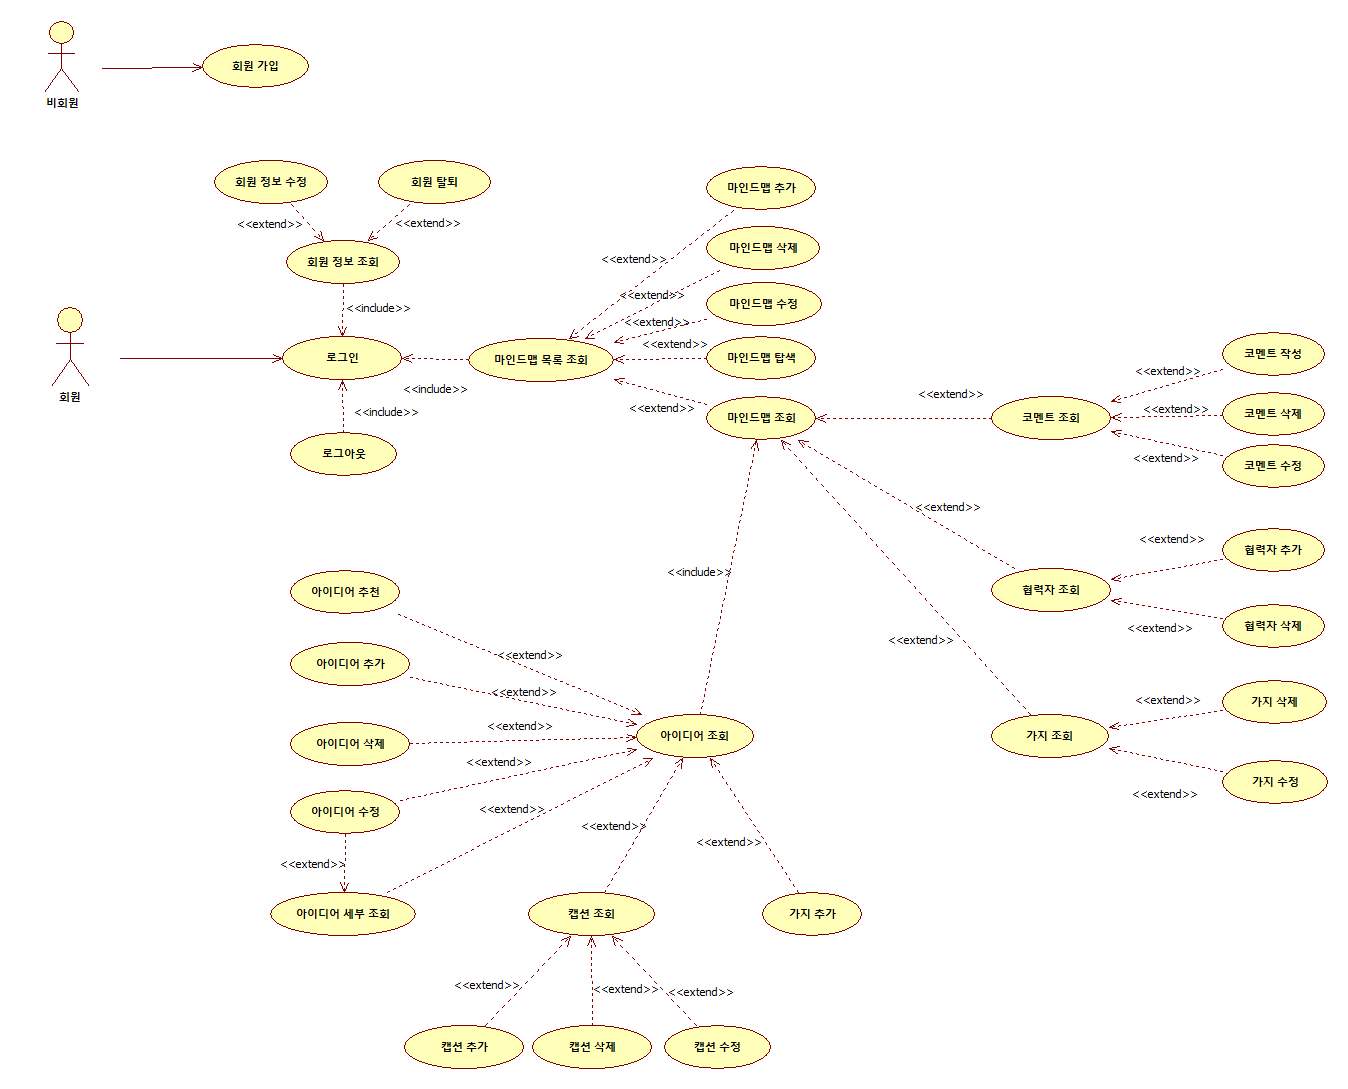 회원 가입
비회원
회원 정보 수정
회원 탈퇴
<<extend>>
<<extend>>
회원 정보 조회
<<include>>
회원
로그인
<<include>>
<<include>>
로그아웃
마인드맵 목록 조회
마인드맵 추가
<<extend>>
마인드맵 삭제
<<extend>>
마인드맵 수정
<<extend>>
마인드맵 탐색
<<extend>>
마인드맵 조회
<<extend>>
<<extend>>
코멘트 조회
코멘트 작성
<<extend>>
코멘트 삭제
<<extend>>
코멘트 수정
<<extend>>
<<extend>>
협력자 조회
협력자 추가
<<extend>>
협력자 삭제
<<extend>>
<<extend>>
가지 조회
가지 삭제
<<extend>>
가지 수정
<<extend>>
<<include>>
아이디어 조회
아이디어 추천
<<extend>>
아이디어 추가
<<extend>>
아이디어 삭제
<<extend>>
아이디어 수정
<<extend>>
<<extend>>
<<extend>>
아이디어 세부 조회
<<extend>>
캡션 조회
<<extend>>
가지 추가
<<extend>>
<<extend>>
<<extend>>
캡션 추가
캡션 삭제
캡션 수정